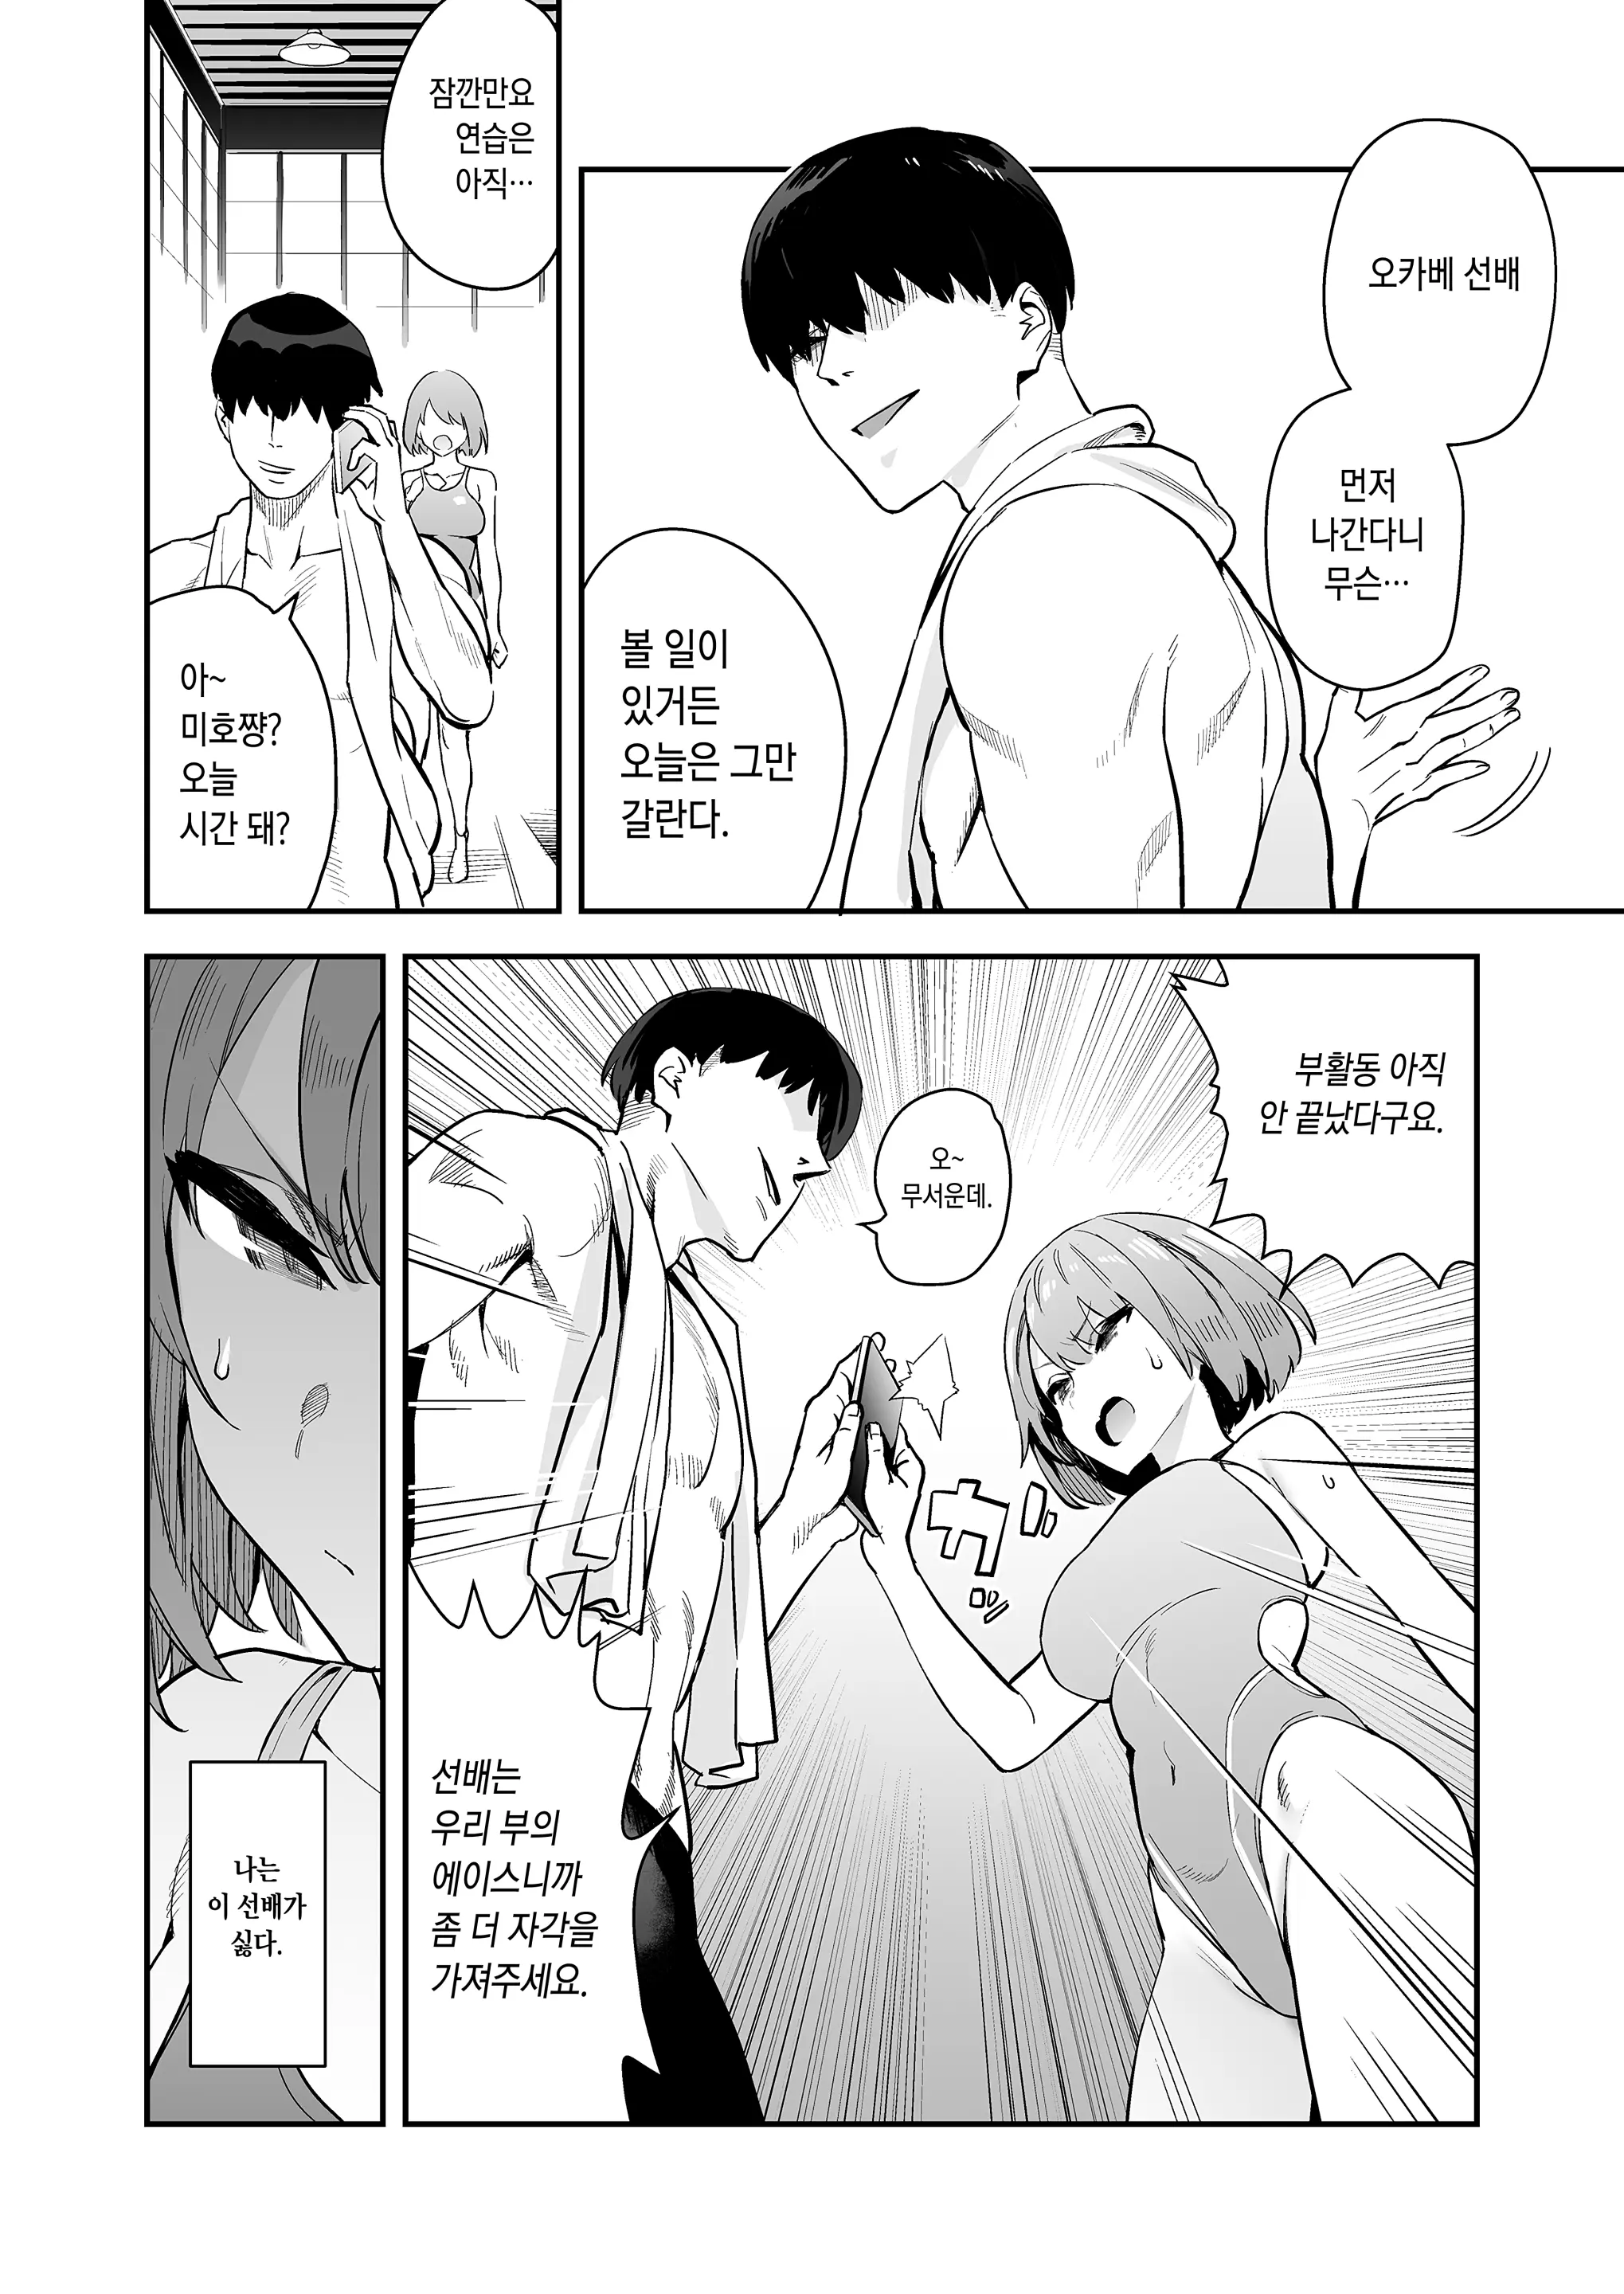 오카베 선배
먼저
나간다니
무슨…
볼 일이
있거든
오늘은 그만
갈란다.
잠깐만요
연습은
아직…
아~
미호쨩?
오늘
시간 돼?
부활동 아직
안 끝났다구요.
오~
무서운데.
ガシッ
선배는
우리 부의
에이스니까
좀 더 자각을
가져주세요.
나는
이 선배가
싫다.